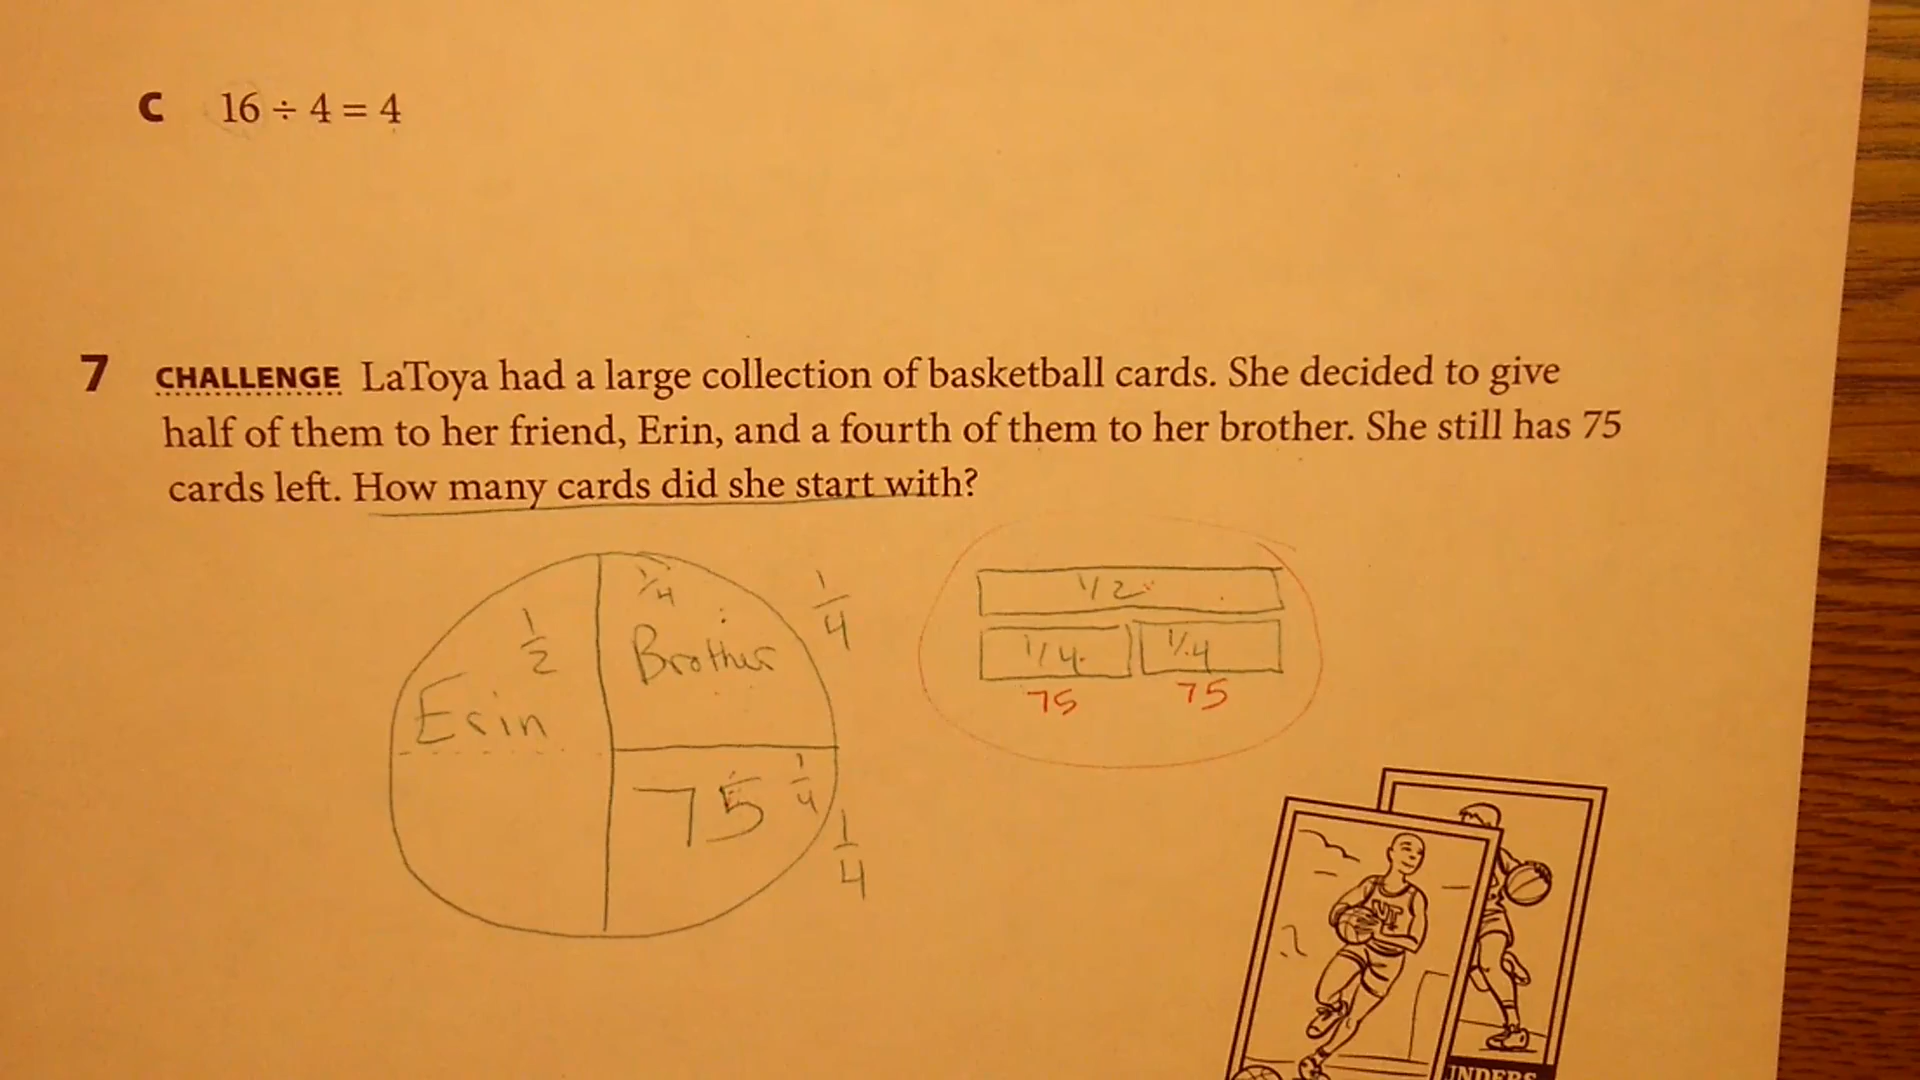 C 16 ÷ 4 = 4
7 CHALLENGE LaToya had a large collection of basketball cards. She decided to give
half of them to her friend, Erin, and a fourth of them to her brother. She still has 75
cards left. How many cards did she start with?
1/4
1/2
Brother
Erin
75 1/4
1/4
1/4
1/2
1/4 1/4
75 75